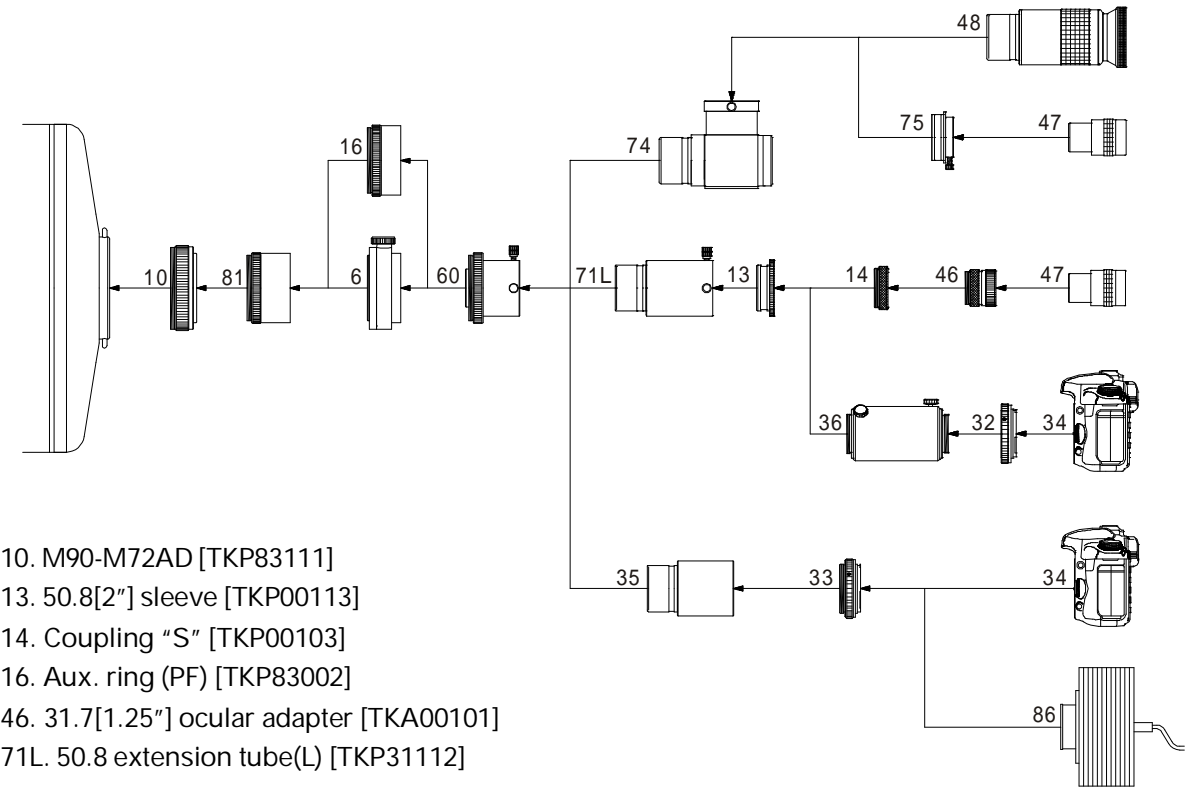 48
75 47
16 74
10 81 6 60 71L 13 14 46 47
36 32 34
35 33 34
86
10. M90-M72AD [TKP83111]
13. 50.8[2"] sleeve [TKP00113]
14. Coupling “S” [TKP00103]
16. Aux. ring (PF) [TKP83002]
46. 31.7[1.25"] ocular adapter [TKA00101]
71L. 50.8 extension tube(L) [TKP31112]